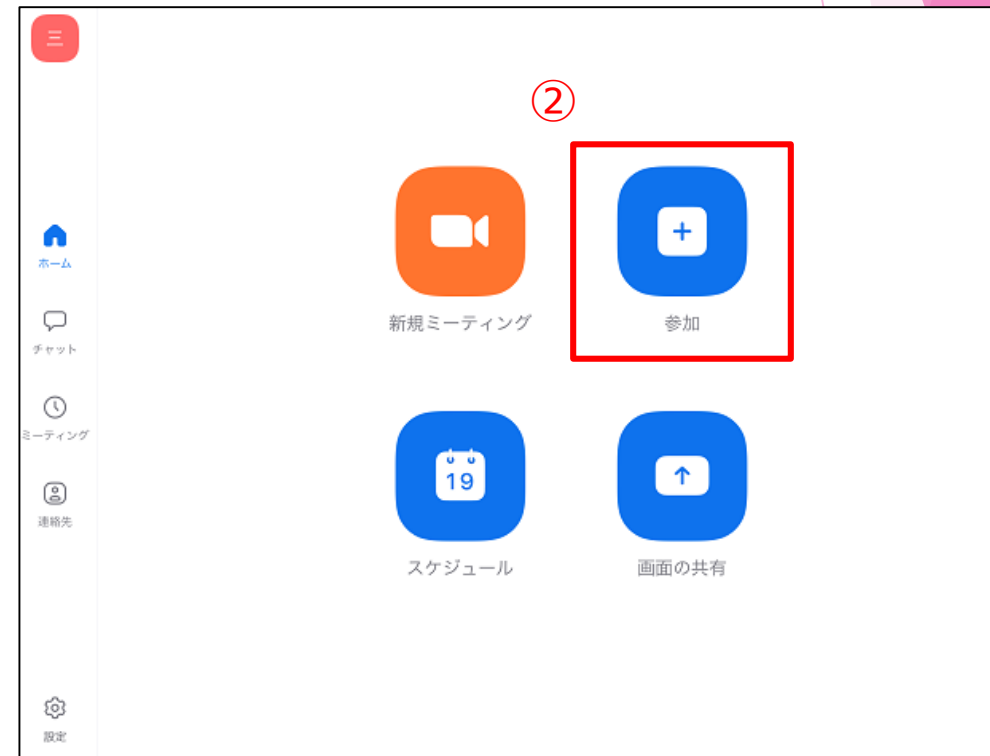 三
②
ホーム
チャット
ミーティング
連絡先
設定
新規ミーティング
参加
19
スケジュール
画面の共有